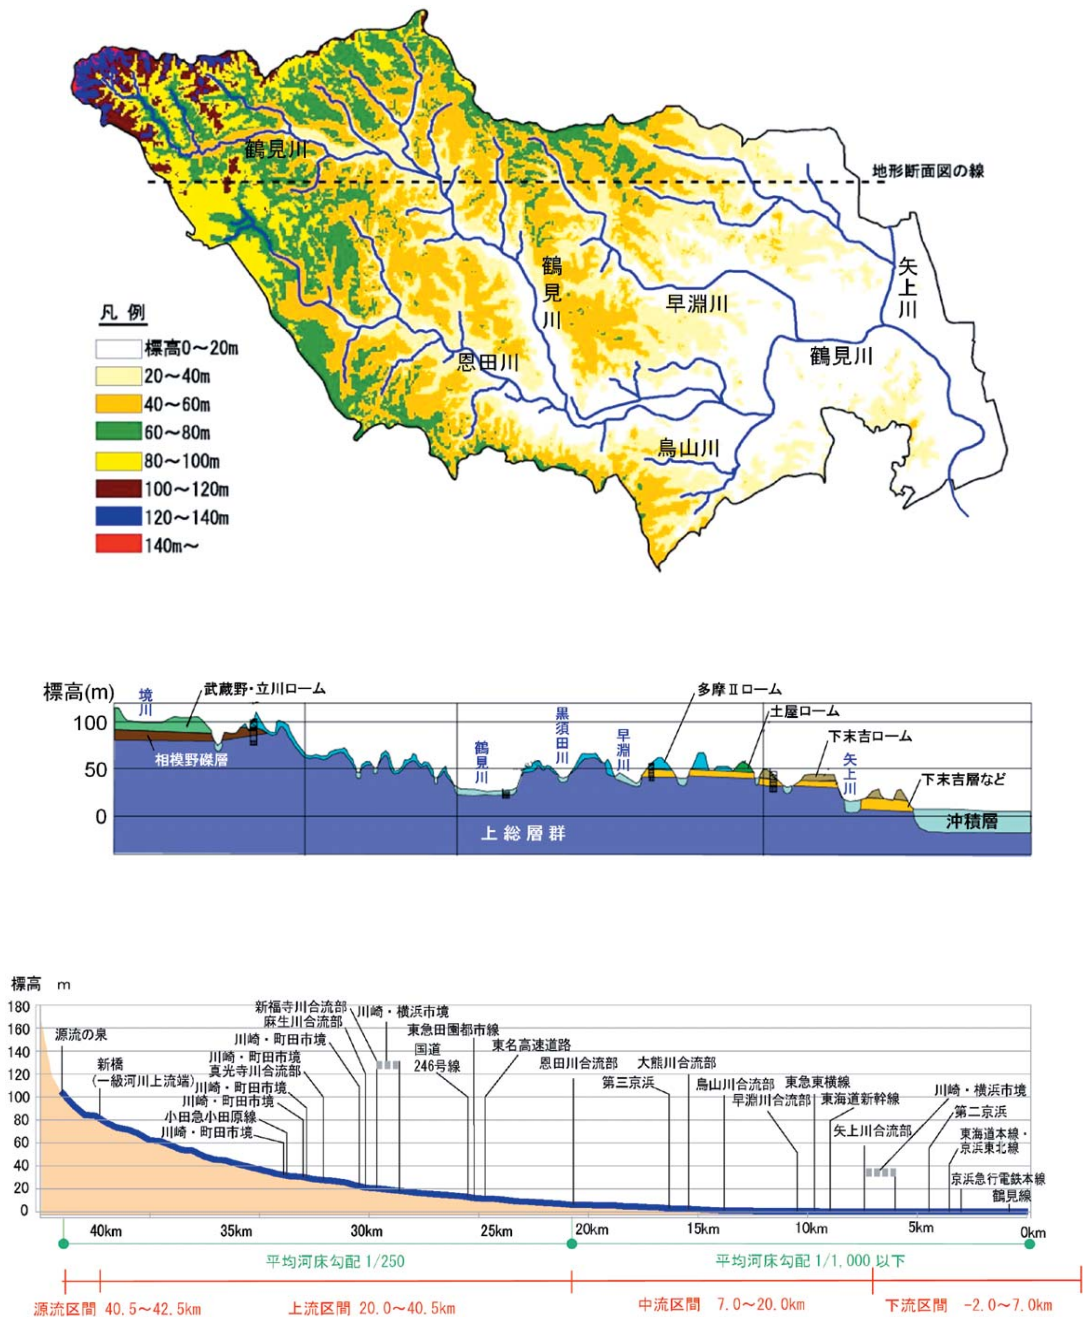 鶴見川
地形断面図の線
鶴見川
早淵川
矢上川
鶴見川
恩田川
鳥山川
凡 例
標高0〜20m
20〜40m
40〜60m
60〜80m
80〜100m
100〜120m
120〜140m
140m〜
標高(m)
100
50
0
境川
武蔵野・立川ローム
相模野礫層
鶴見川
黒須田川
早淵川
多摩Ⅱローム
土屋ローム
下末吉ローム
矢上川
下末吉層など
沖積層
上総層群
標高 m
180
160
140
120
100
80
60
40
20
0
源流の泉
新橋
(一級河川上流端)
新福寺川合流部
麻生川合流部
川崎・町田市境
川崎・町田市境
真光寺川合流部
川崎・町田市境
川崎・町田市境
小田急小田原線
川崎・町田市境
川崎・横浜市境
東急田園都市線
国道
246号線
東名高速道路
恩田川合流部
第三京浜
大熊川合流部
鳥山川合流部
早淵川合流部
東急東横線
東海道新幹線
矢上川合流部
川崎・横浜市境
第二京浜
東海道本線・
京浜東北線
京浜急行電鉄本線
鶴見線
40km
35km
30km
25km
20km
15km
10km
5km
0km
平均河床勾配 1/250
平均河床勾配 1/1,000 以下
源流区間 40.5〜42.5km
上流区間 20.0〜40.5km
中流区間 7.0〜20.0km
下流区間 -2.0〜7.0km